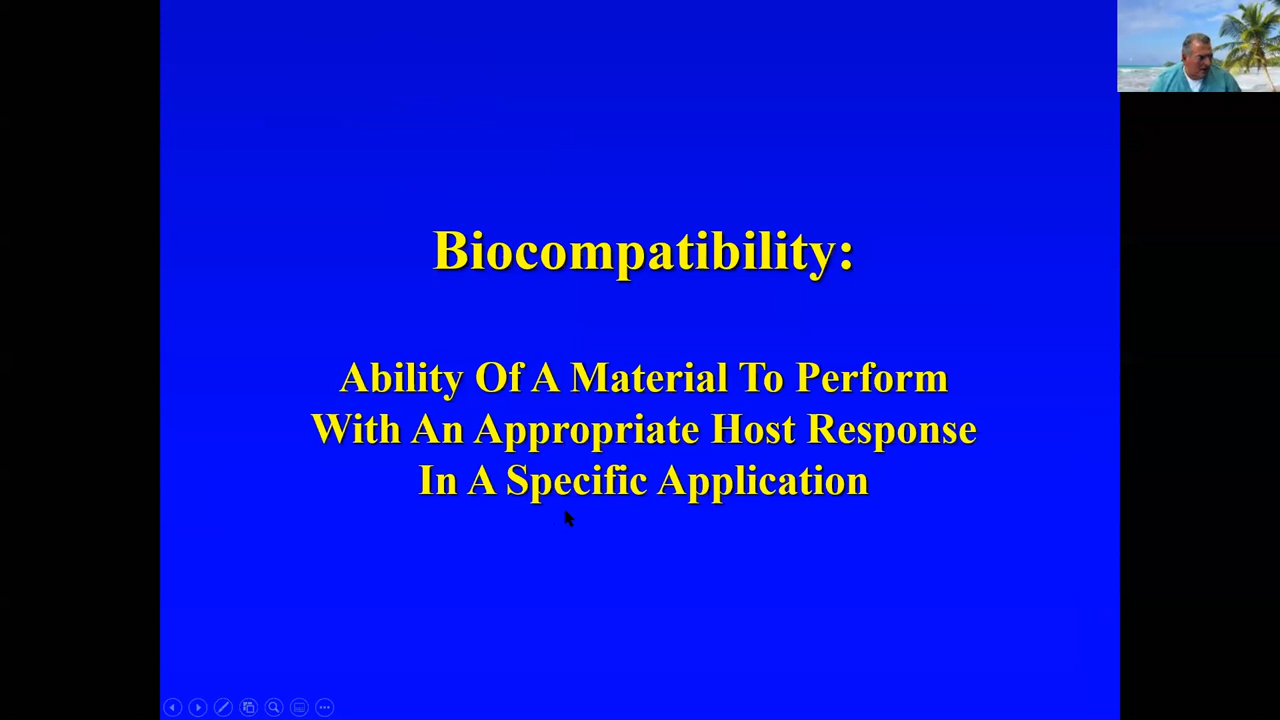 Biocompatibility:
Ability Of A Material To Perform
With An Appropriate Host Response
In A Specific Application